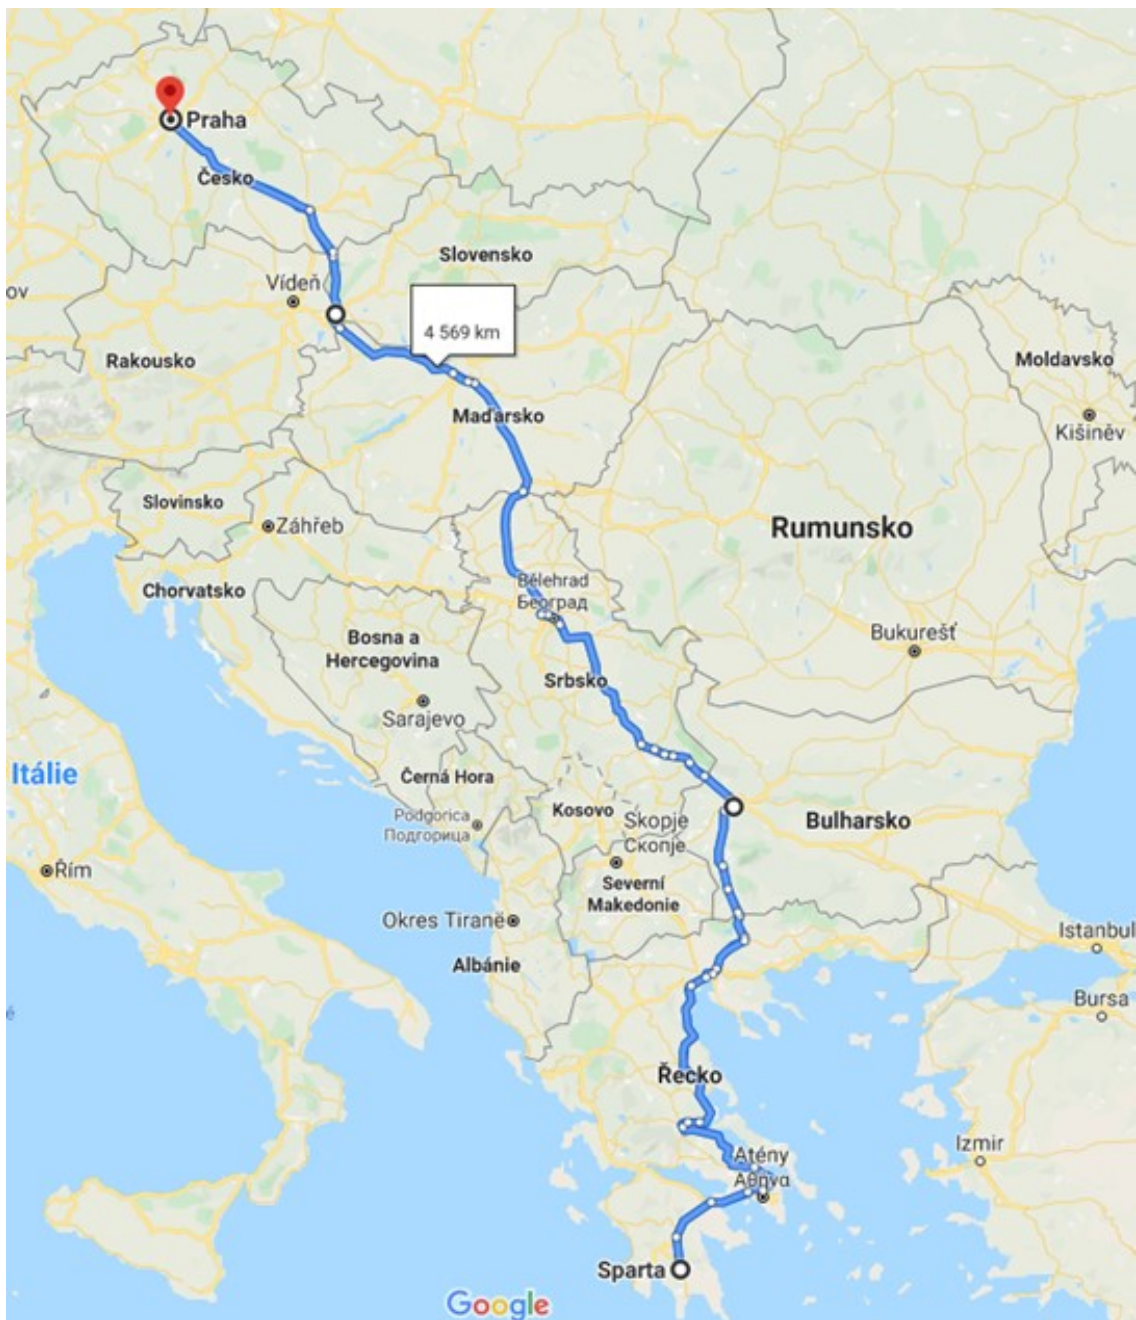 Praha
Česko
Slovensko
Vídeň
ov
4 569 km
Rakousko
Moldavsko
Maďarsko
Kišiněv
Slovinsko
Záhřeb
Rumunsko
Chorvatsko
Bělehrad
Београд
Bosna a
Hercegovina
Bukurešť
Srbsko
Sarajevo
Itálie
Černá Hora
Kosovo
Podgorica
Подгорица
Skopje
Скопје
Bulharsko
Řím
Severní
Makedonie
Okres Tirané
Istanbul
Albánie
Bursa
é
Řecko
Izmir
Atény
Αθήνα
Sparta
Google